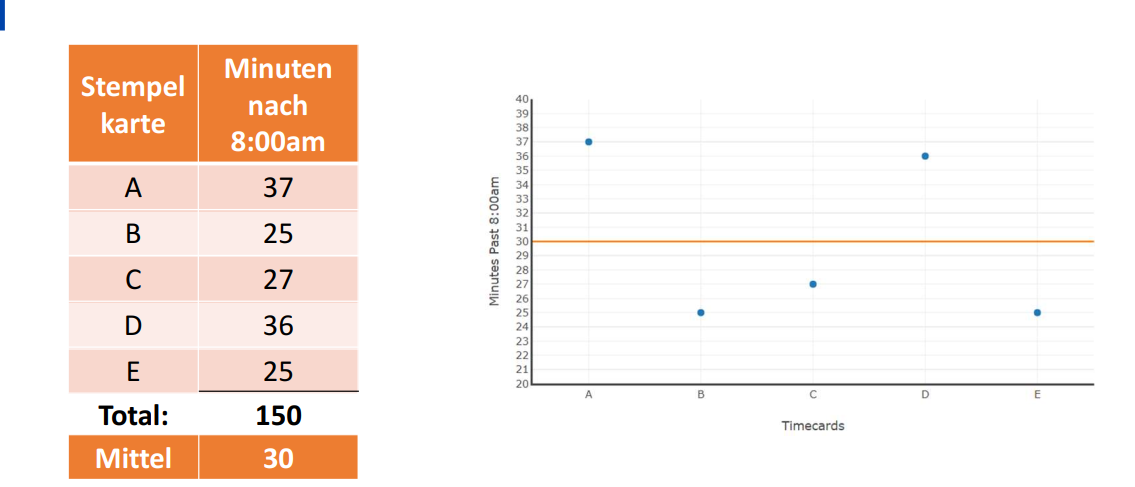 Stempel
karte
Minuten
nach
8:00am
A 37
B 25
C 27
D 36
E 25
Total: 150
Mittel 30
Minutes Past 8:00am
40
39
38
37
36
35
34
33
32
31
30
29
28
27
26
25
24
23
22
21
20
A B C D E
Timecards